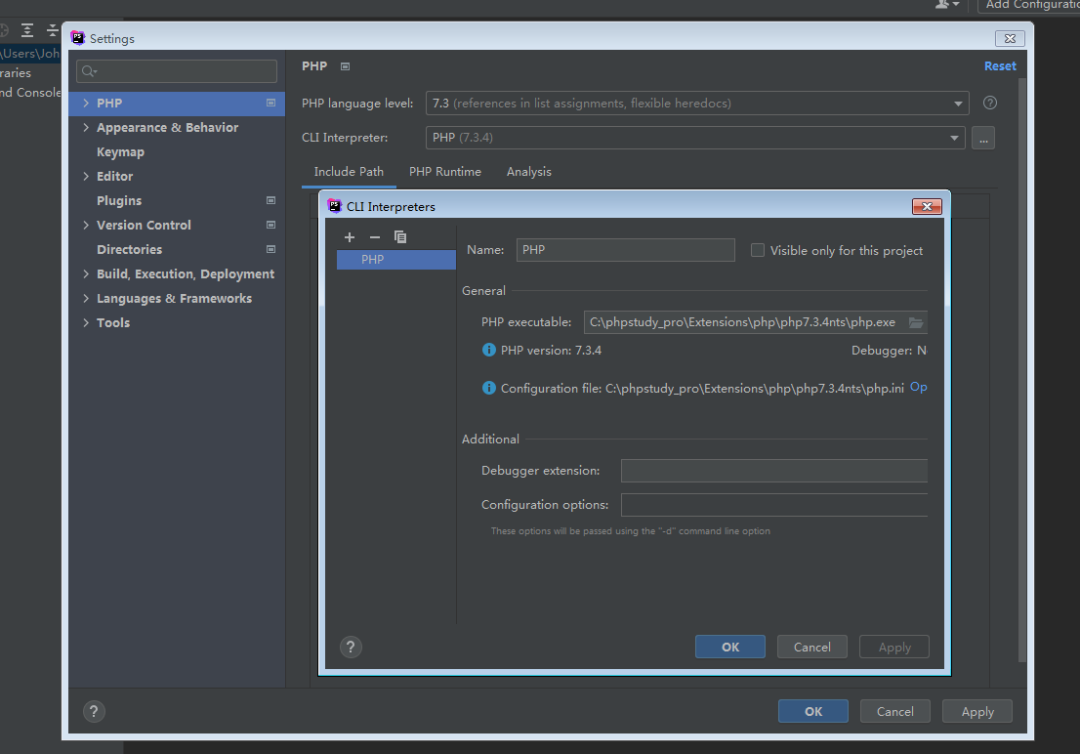 Add Configuratio
Settings
\Users\Joh
raries
nd Console
PHP
Appearance & Behavior
Keymap
Editor
Plugins
Version Control
Directories
Build, Execution, Deployment
Languages & Frameworks
Tools
PHP
Reset
PHP language level: 7.3 (references in list assignments, flexible heredocs)
CLI Interpreter: PHP (7.3.4) ...
Include Path PHP Runtime Analysis
CLI Interpreters
PHP
Name: PHP Visible only for this project
General
PHP executable: C:\phpstudy_pro\Extensions\php\php7.3.4nts\php.exe
PHP version: 7.3.4 Debugger: N
Configuration file: C:\phpstudy_pro\Extensions\php\php7.3.4nts\php.ini Op
Additional
Debugger extension:
Configuration options:
These options will be passed using the "-d" command line option
? OK Cancel Apply
? OK Cancel Apply